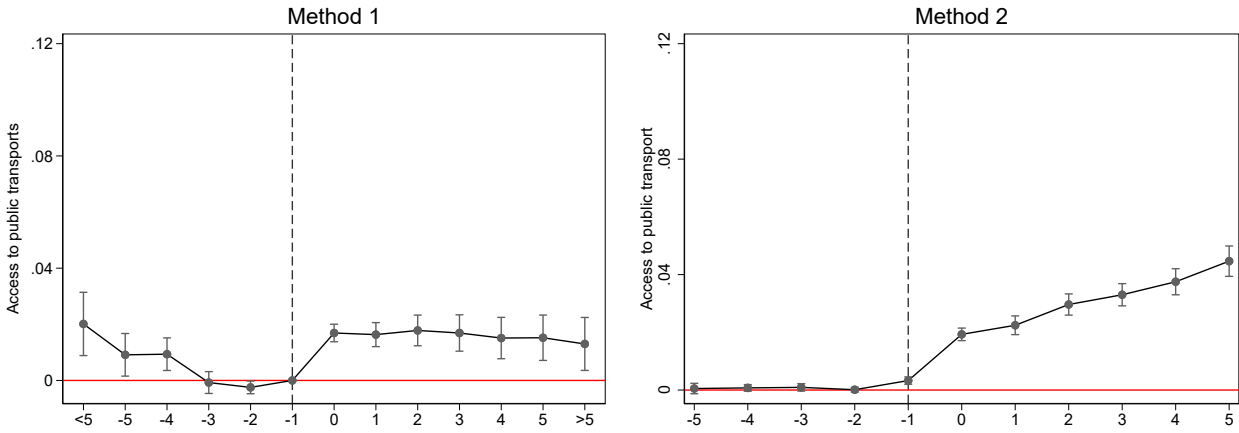 Method 1
Access to public transports
.12
.08
.04
0
<5 -5 -4 -3 -2 -1 0 1 2 3 4 5 >5
Method 2
Access to public transport
.12
.08
.04
0
-5 -4 -3 -2 -1 0 1 2 3 4 5